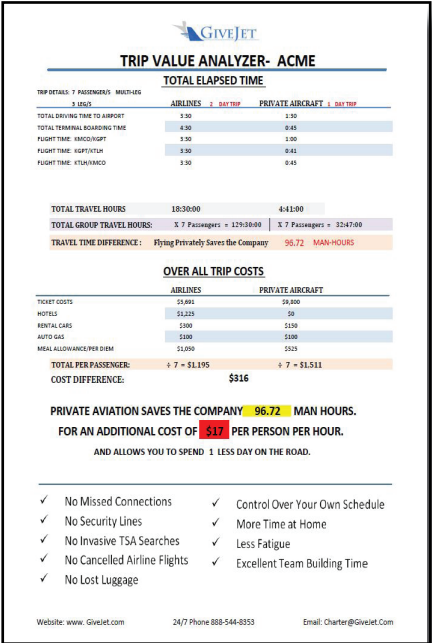 GIVEJET
TRIP VALUE ANALYZER- ACME
TOTAL ELAPSED TIME
TRIP DETAILS: 7 PASSENGER/S MULTI-LEG
3 LEG/S AIRLINES 2 DAY TRIP PRIVATE AIRCRAFT 1 DAY TRIP
TOTAL DRIVING TIME TO AIRPORT 3:30 1:30
TOTAL TERMINAL BOARDING TIME 4:30 0:45
FLIGHT TIME: KMCO/KGPT 3:30 1:00
FLIGHT TIME: KGPT/KTLH 3:30 0:41
FLIGHT TIME: KTLH/KMCO 3:30 0:45
TOTAL TRAVEL HOURS 18:30:00 4:41:00
TOTAL GROUP TRAVEL HOURS: X 7 Passengers = 129:30:00 X 7 Passengers = 32:47:00
TRAVEL TIME DIFFERENCE : Flying Privately Saves the Company 96.72 MAN-HOURS
OVER ALL TRIP COSTS
AIRLINES PRIVATE AIRCRAFT
TICKET COSTS $5,691 $9,800
HOTELS $1,225 $0
RENTAL CARS $300 $150
AUTO GAS $100 $100
MEAL ALLOWANCE/PER DIEM $1,050 $525
TOTAL PER PASSENGER: ÷ 7 = $1,195 ÷ 7 = $1,511
COST DIFFERENCE: $316
PRIVATE AVIATION SAVES THE COMPANY 96.72 MAN HOURS.
FOR AN ADDITIONAL COST OF $17 PER PERSON PER HOUR.
AND ALLOWS YOU TO SPEND 1 LESS DAY ON THE ROAD.
✓ No Missed Connections
✓ No Security Lines
✓ No Invasive TSA Searches
✓ No Cancelled Airline Flights
✓ No Lost Luggage
✓ Control Over Your Own Schedule
✓ More Time at Home
✓ Less Fatigue
✓ Excellent Team Building Time
Website: www. GiveJet.com 24/7 Phone 888-544-8353 Email: Charter@GiveJet.Com